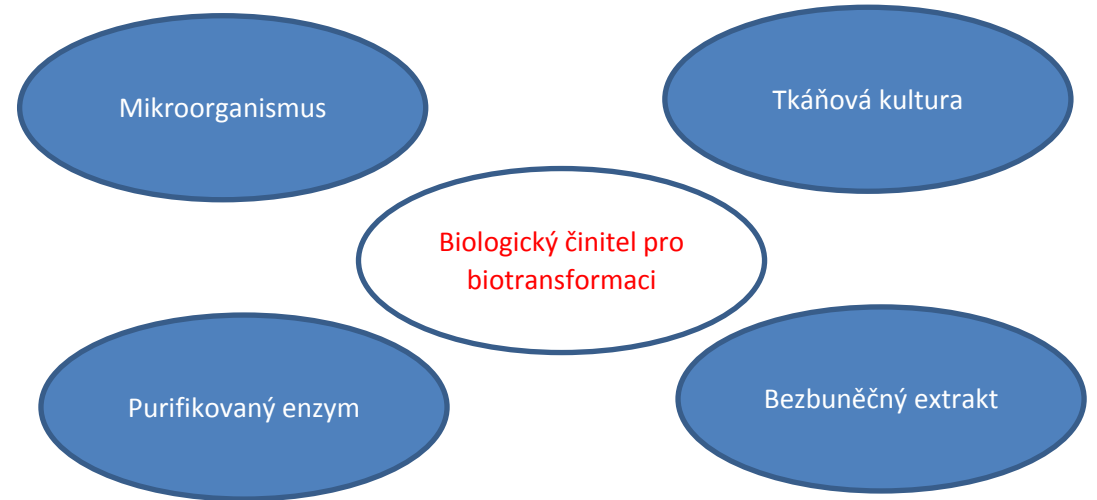 Mikroorganismus
Tkáňová kultura
Biologický činitel pro
biotransformaci
Purifikovaný enzym
Bezbuněčný extrakt